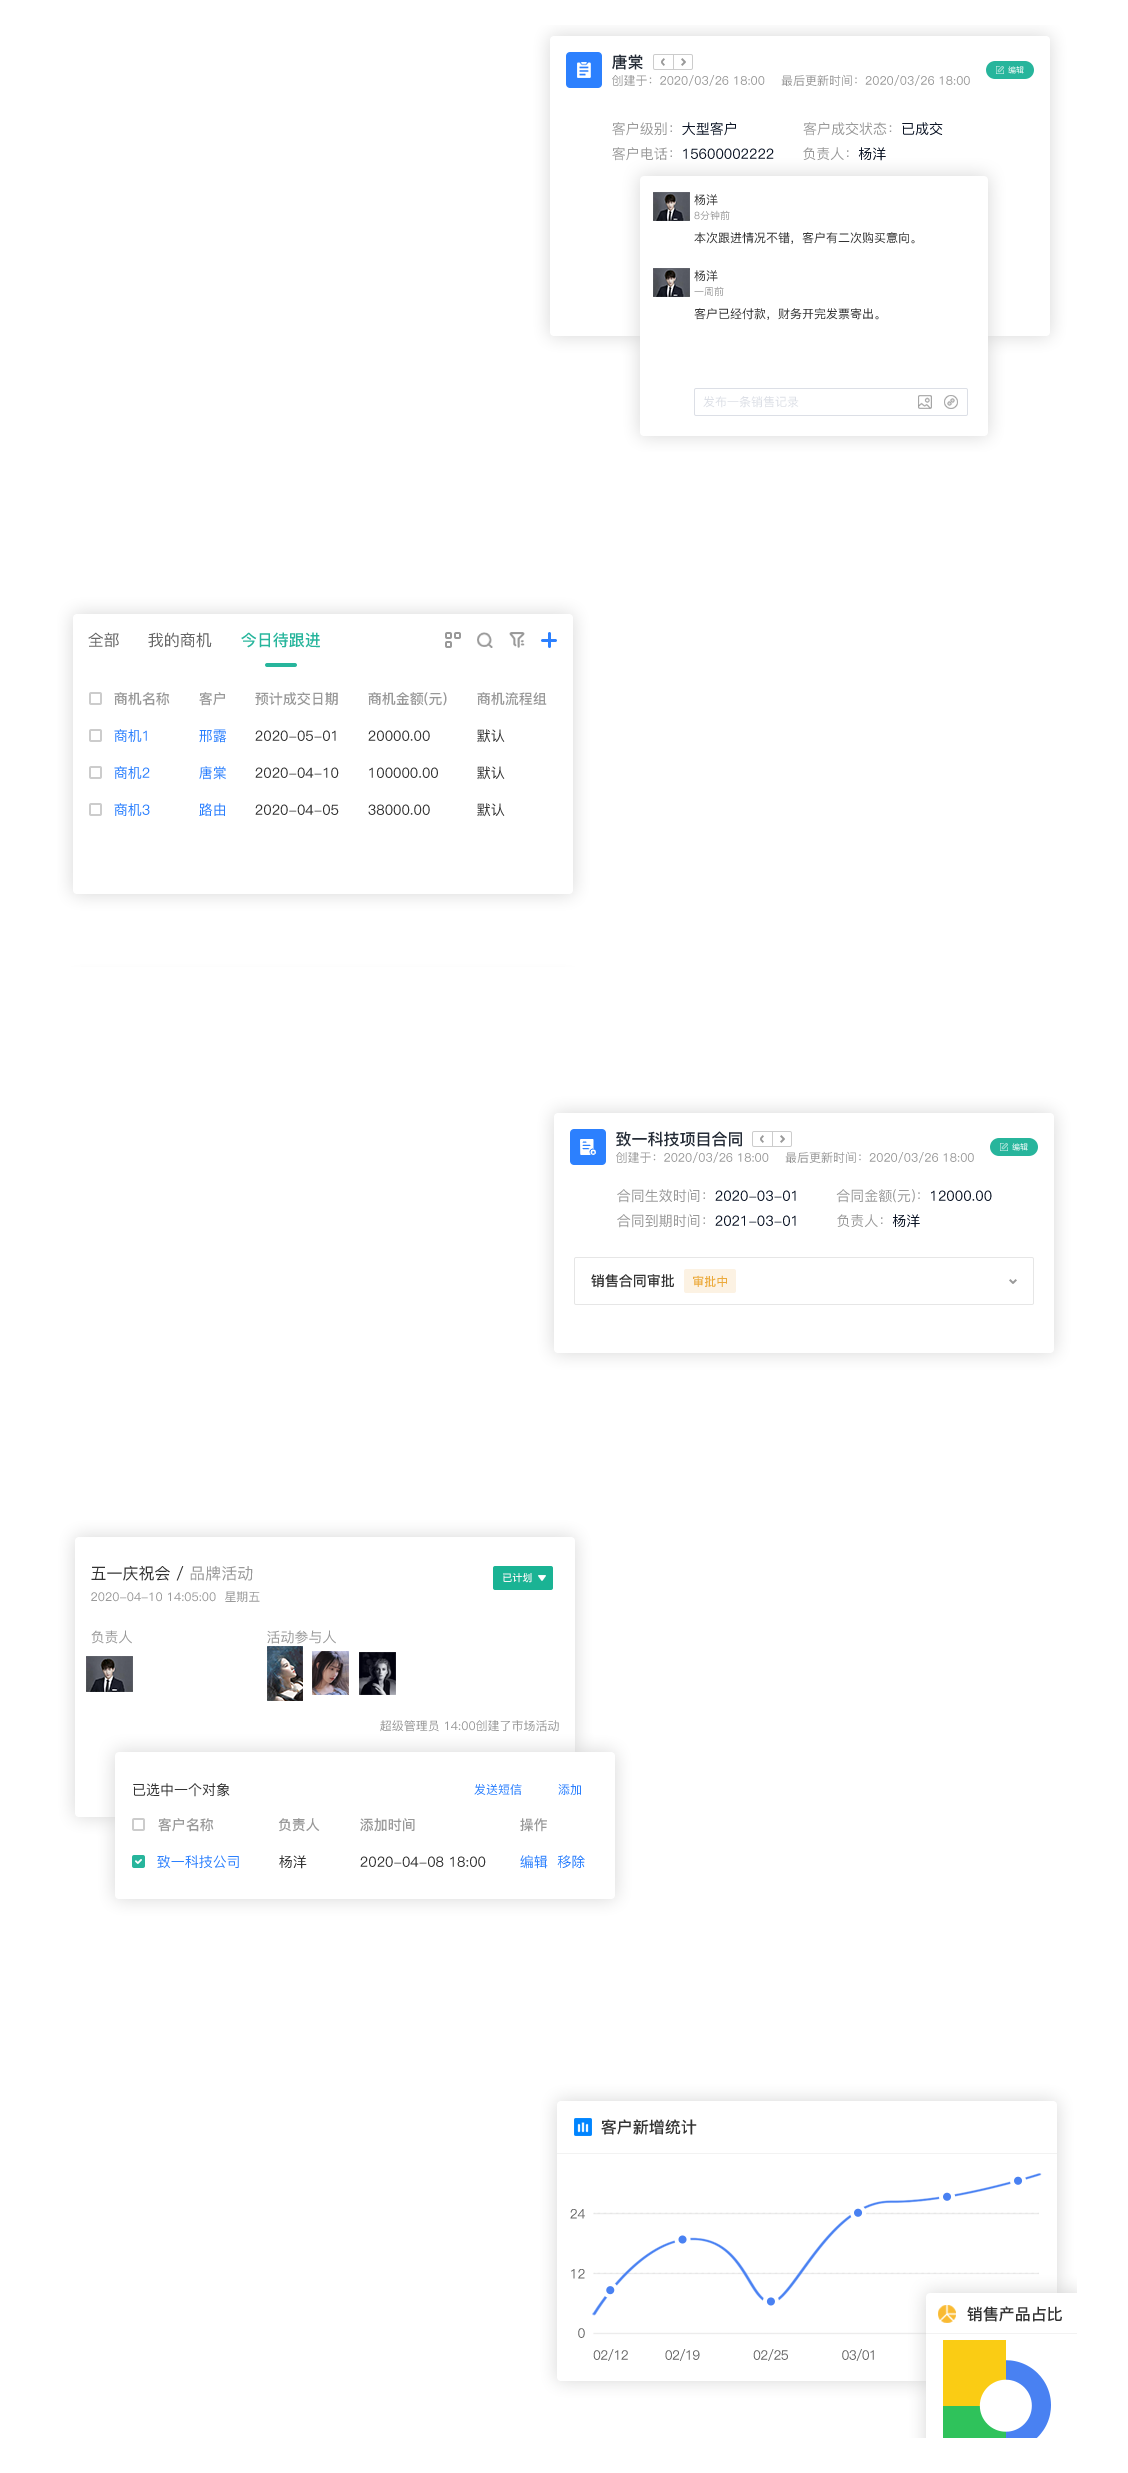 唐棠
创建于：2020/03/26 18:00 最后更新时间：2020/03/26 18:00
编辑
客户级别：大型客户 客户成交状态：已成交
客户电话：15600002222 负责人：杨洋
杨洋
8分钟前
本次跟进情况不错，客户有二次购买意向。
杨洋
一周前
客户已经付款，财务开完发票寄出。
发布一条销售记录
全部 我的商机 今日待跟进
商机名称 客户 预计成交日期 商机金额(元) 商机流程组
商机1 邢露 2020-05-01 20000.00 默认
商机2 唐棠 2020-04-10 100000.00 默认
商机3 路由 2020-04-05 38000.00 默认
致一科技项目合同
创建于：2020/03/26 18:00 最后更新时间：2020/03/26 18:00
编辑
合同生效时间：2020-03-01 合同金额(元)：12000.00
合同到期时间：2021-03-01 负责人：杨洋
销售合同审批 审批中
五一庆祝会 / 品牌活动
已计划
2020-04-10 14:05:00 星期五
负责人 活动参与人
超级管理员 14:00创建了市场活动
已选中一个对象 发送短信 添加
客户名称 负责人 添加时间 操作
致一科技公司 杨洋 2020-04-08 18:00 编辑 移除
客户新增统计
24
12
0
02/12 02/19 02/25 03/01
销售产品占比